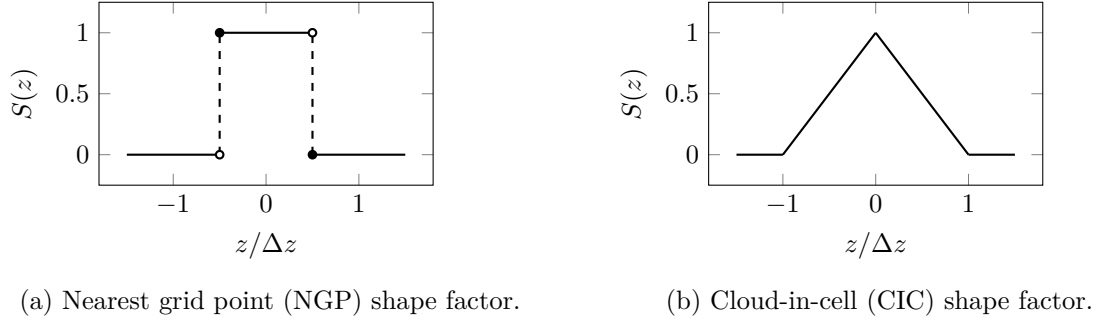 1
0.5
0
S(z)
−1
0
1
z/Δz
(a) Nearest grid point (NGP) shape factor.
1
0.5
0
S(z)
−1
0
1
z/Δz
(b) Cloud-in-cell (CIC) shape factor.